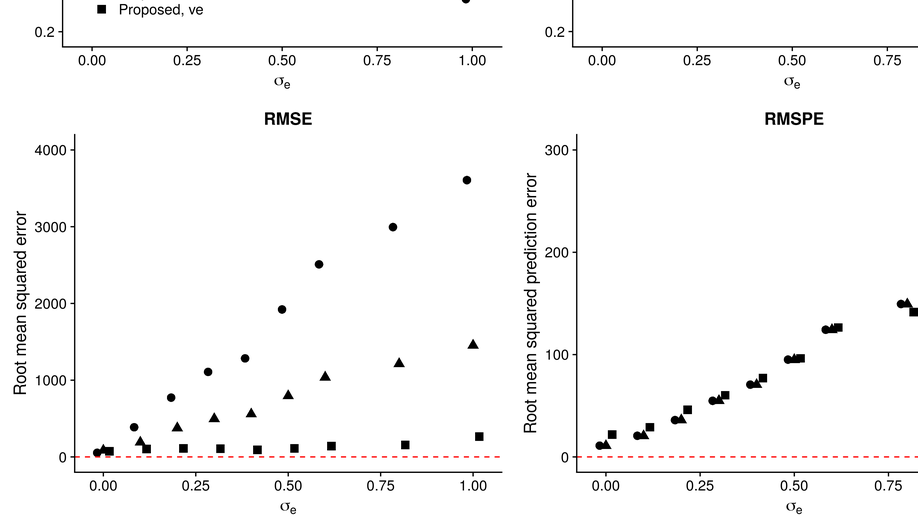 Proposed, ve
0.2
0.00 0.25 0.50 0.75 1.00
σe
0.2
0.00 0.25 0.50 0.75
σe
RMSE
Root mean squared error
4000
3000
2000
1000
0
0.00 0.25 0.50 0.75 1.00
σe
RMSPE
Root mean squared prediction error
300
200
100
0
0.00 0.25 0.50 0.75
σe